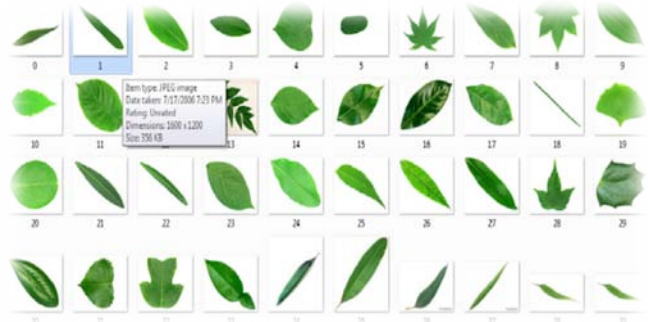 0 1 2 3 4 5 6 7 8 9
Item type: JPEG image
Date taken: 7/17/2006 7:23 PM
Rating: Unrated
Dimensions: 1600 x 1200
Size: 356 KB
10 11 13 14 15 16 17 18 19
20 21 22 23 24 25 26 27 28 29